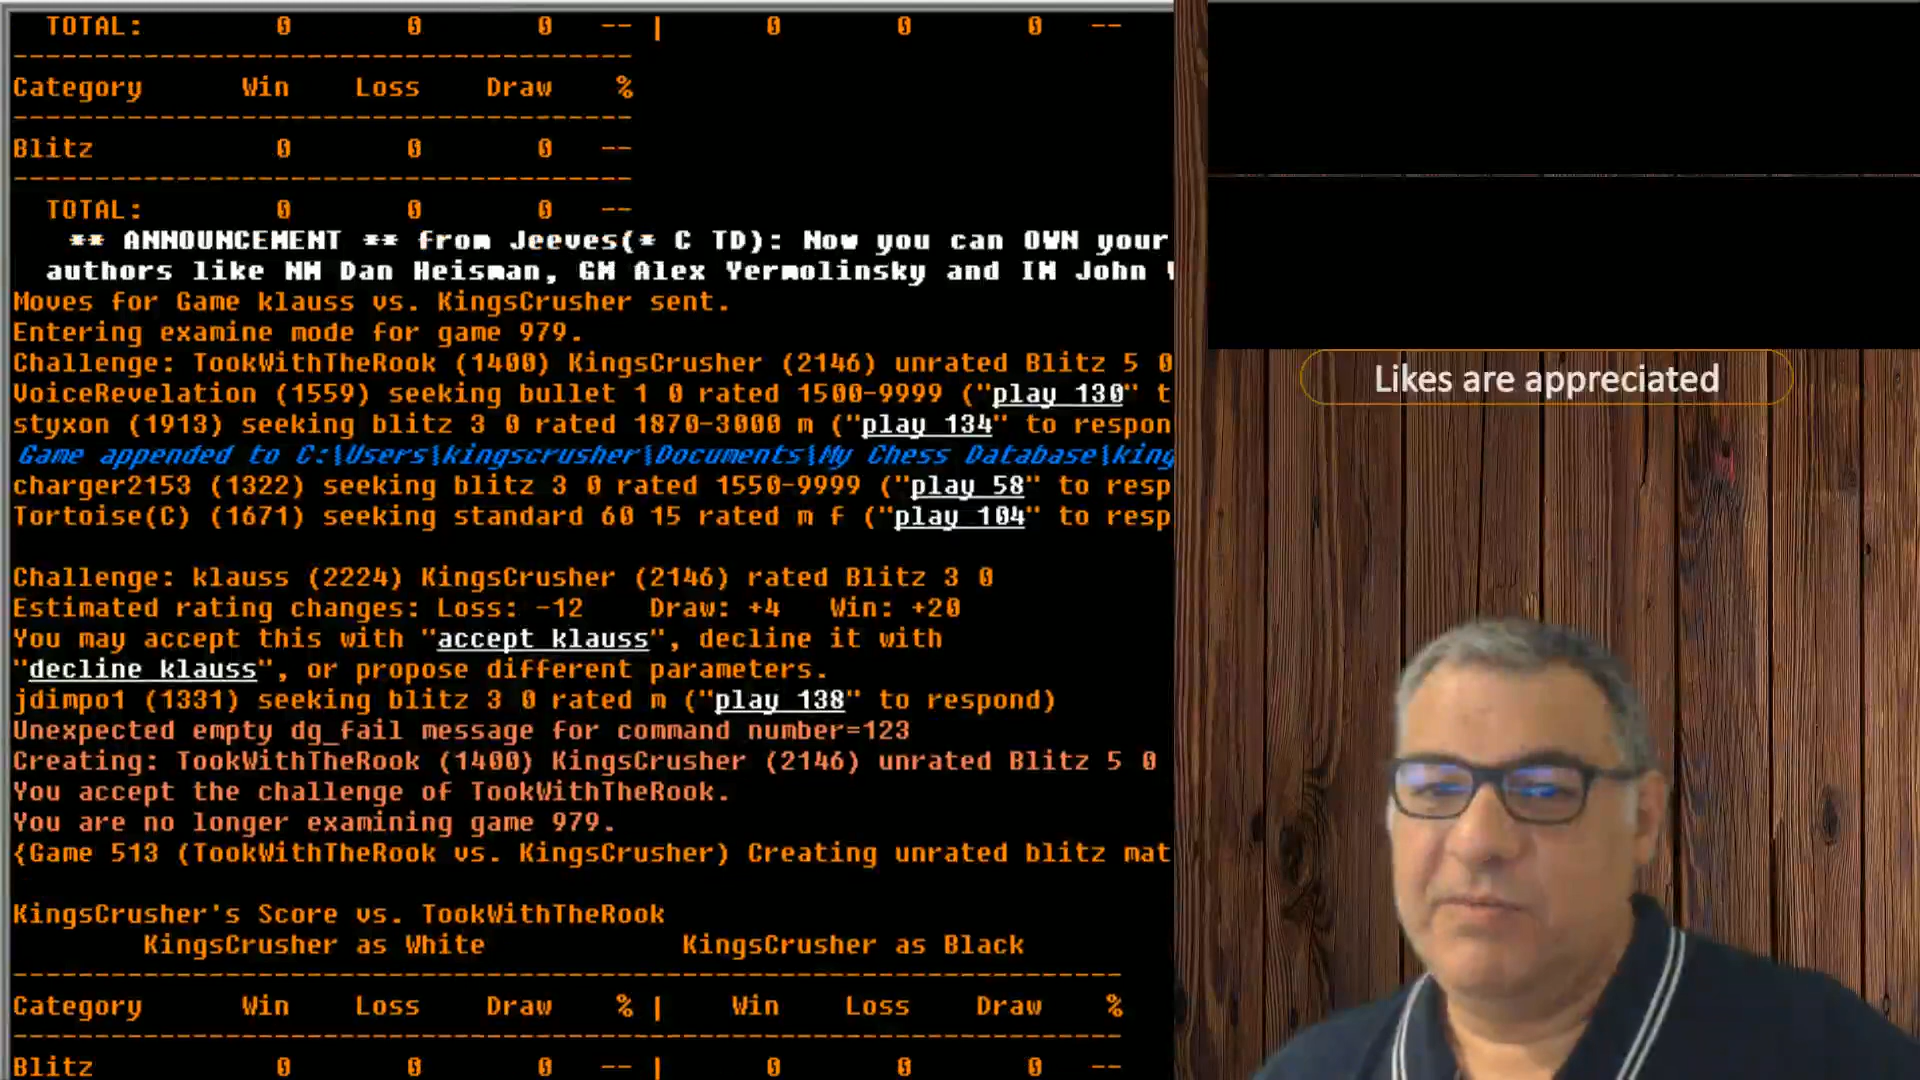 TOTAL: 0 0 0 -- | 0 0 0 --
--------------------------------------
Category Win Loss Draw %
--------------------------------------
Blitz 0 0 0 --
--------------------------------------
TOTAL: 0 0 0 --
** ANNOUNCEMENT ** from Jeeves(* C TD): Now you can OWN your
authors like NM Dan Heisman, GM Alex Yermolinsky and IM John
Moves for Game klauss vs. KingsCrusher sent.
Entering examine mode for game 979.
Challenge: TookWithTheRook (1400) KingsCrusher (2146) unrated Blitz 5 0
VoiceRevelation (1559) seeking bullet 1 0 rated 1500-9999 ("play 130" t
styxon (1913) seeking blitz 3 0 rated 1870-3000 m ("play 134" to respon
Game appended to C:\Users\kingscrusher\Documents\My Chess Database\king
charger2153 (1322) seeking blitz 3 0 rated 1550-9999 ("play 58" to resp
Tortoise(C) (1671) seeking standard 60 15 rated m f ("play 104" to resp
Challenge: klauss (2224) KingsCrusher (2146) rated Blitz 3 0
Estimated rating changes: Loss: -12 Draw: +4 Win: +20
You may accept this with "accept klauss", decline it with
"decline klauss", or propose different parameters.
jdimpo1 (1331) seeking blitz 3 0 rated m ("play 138" to respond)
Unexpected empty dg_fail message for command number=123
Creating: TookWithTheRook (1400) KingsCrusher (2146) unrated Blitz 5 0
You accept the challenge of TookWithTheRook.
You are no longer examining game 979.
{Game 513 (TookWithTheRook vs. KingsCrusher) Creating unrated blitz mat
KingsCrusher's Score vs. TookWithTheRook
KingsCrusher as White KingsCrusher as Black
--------------------------------------------------------------------
Category Win Loss Draw % | Win Loss Draw %
--------------------------------------------------------------------
Blitz 0 0 0 -- | 0 0 0 --
Likes are appreciated